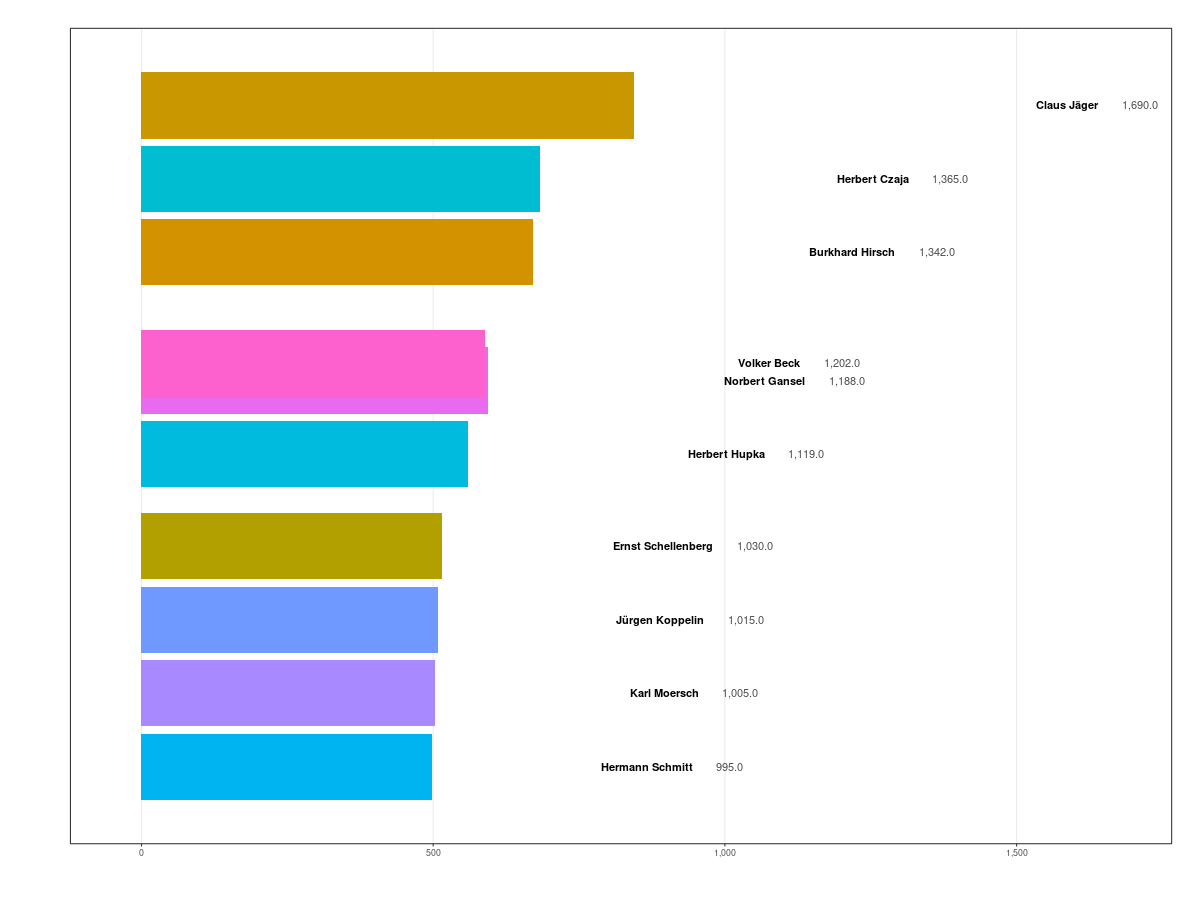 Claus Jäger 1,690.0
Herbert Czaja 1,365.0
Burkhard Hirsch 1,342.0
Volker Beck 1,202.0
Norbert Gansel 1,188.0
Herbert Hupka 1,119.0
Ernst Schellenberg 1,030.0
Jürgen Koppelin 1,015.0
Karl Moersch 1,005.0
Hermann Schmitt 995.0
0 500 1,000 1,500